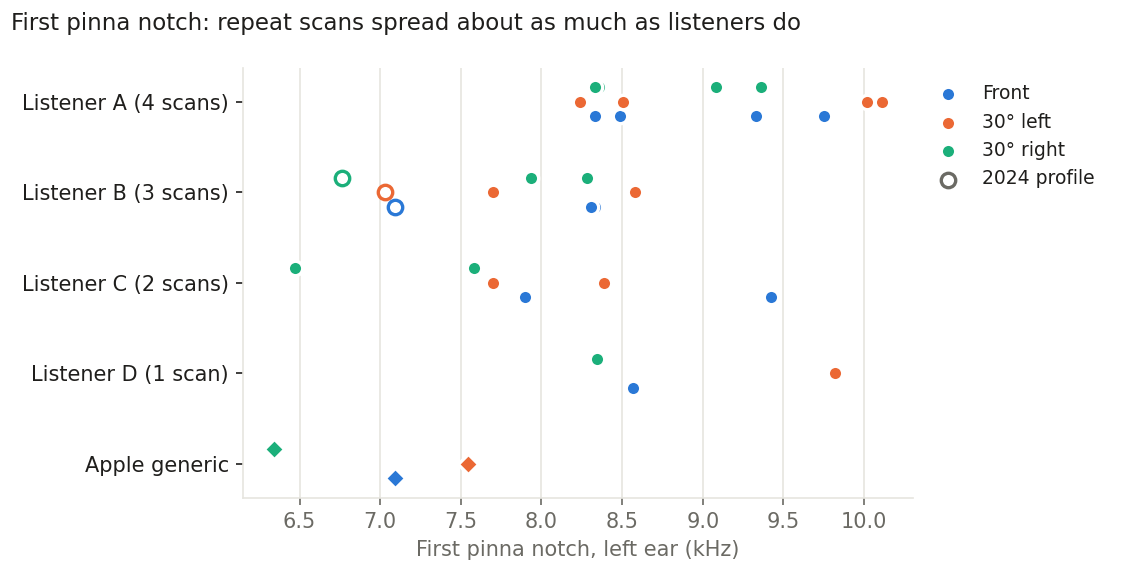 First pinna notch: repeat scans spread about as much as listeners do
Listener A (4 scans)
Listener B (3 scans)
Listener C (2 scans)
Listener D (1 scan)
Apple generic
6.5 7.0 7.5 8.0 8.5 9.0 9.5 10.0
First pinna notch, left ear (kHz)
Front
30° left
30° right
2024 profile